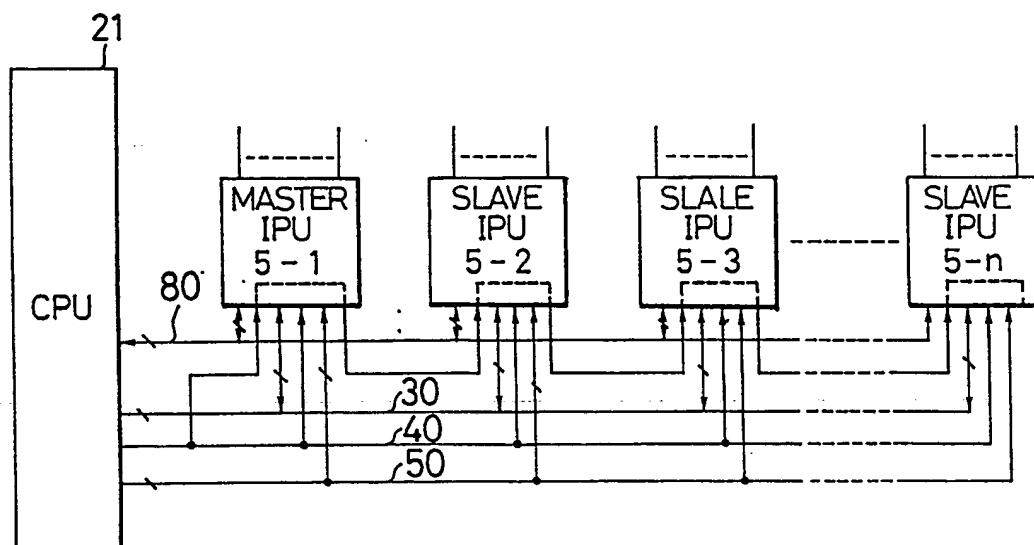 21
CPU
MASTER
IPU
5-1
SLAVE
IPU
5-2
SLALE
IPU
5-3
SLAVE
IPU
5-n
80
30
40
50